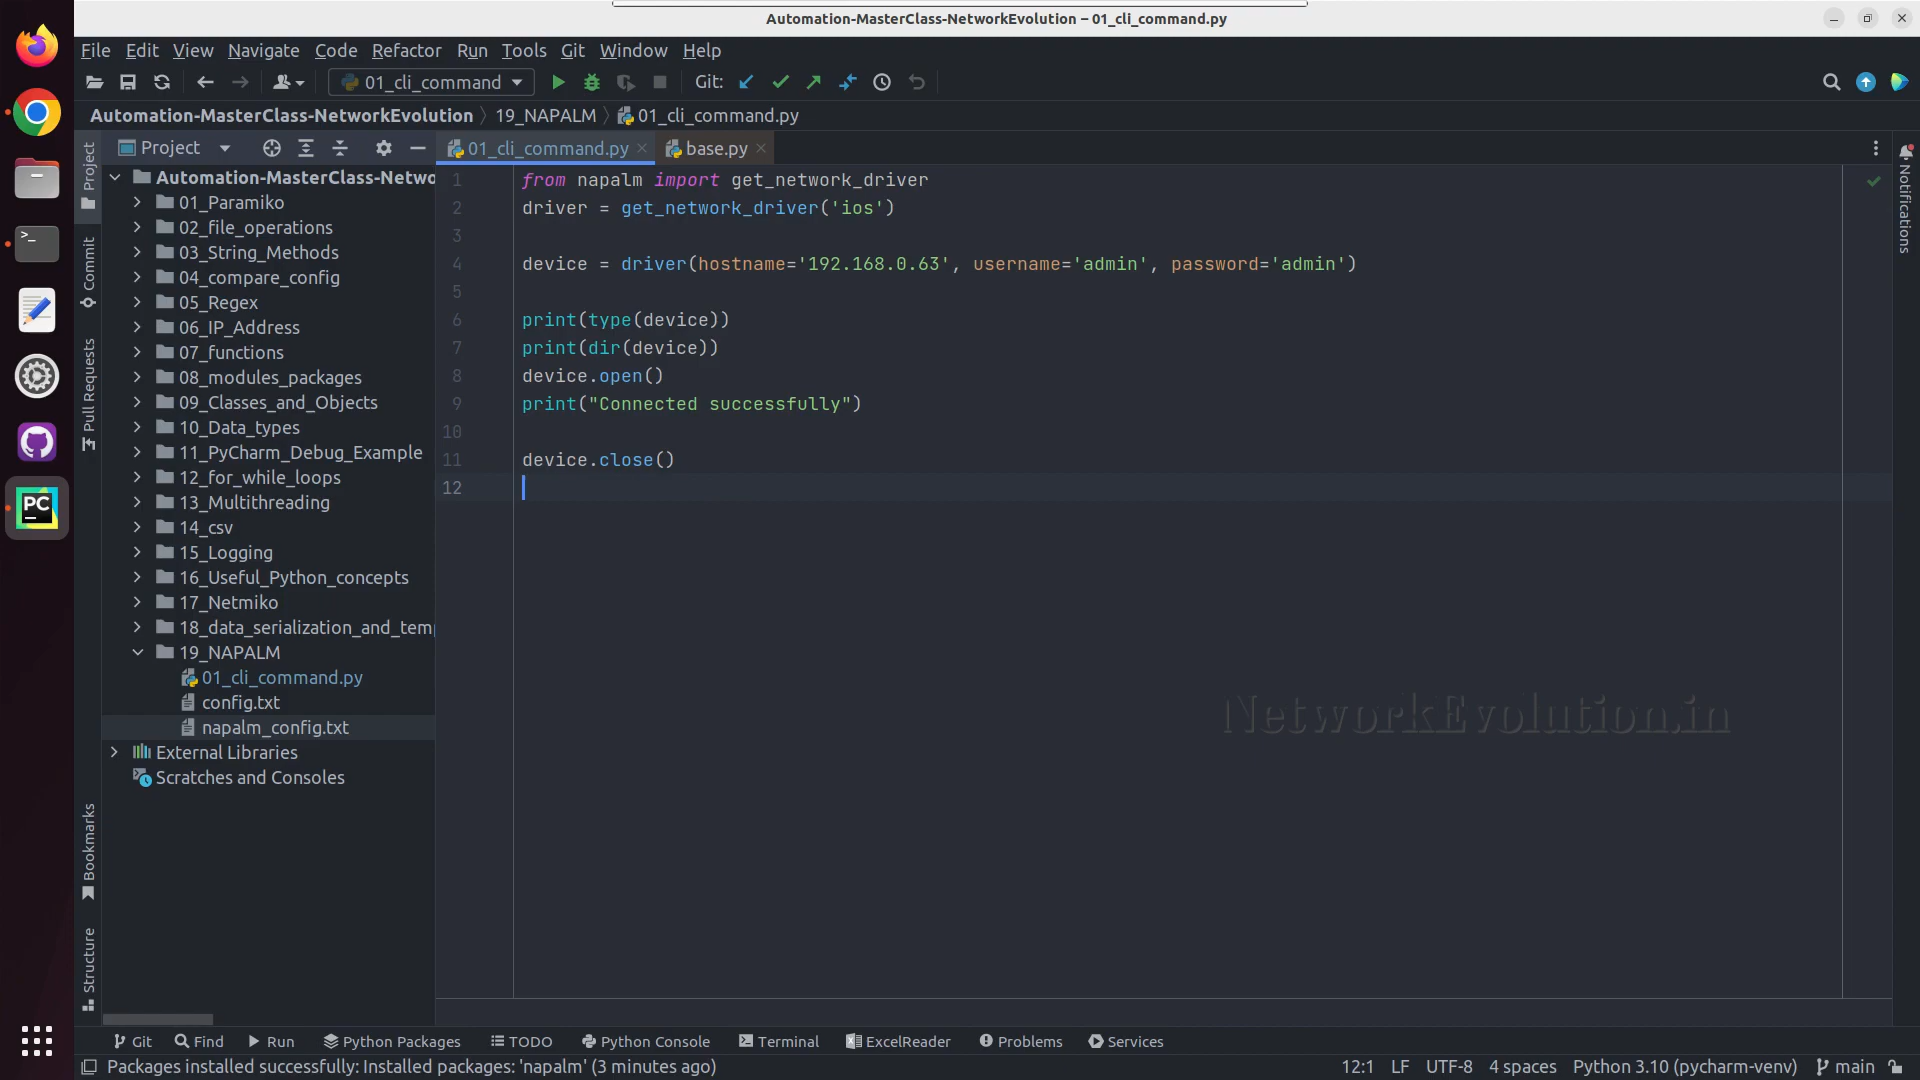 Automation-MasterClass-NetworkEvolution – 01_cli_command.py
File Edit View Navigate Code Refactor Run Tools Git Window Help
01_cli_command Git:
Automation-MasterClass-NetworkEvolution 19_NAPALM 01_cli_command.py
Project 01_cli_command.py base.py
Automation-MasterClass-Netwo
01_Paramiko
02_file_operations
03_String_Methods
04_compare_config
05_Regex
06_IP_Address
07_functions
08_modules_packages
09_Classes_and_Objects
10_Data_types
11_PyCharm_Debug_Example
12_for_while_loops
13_Multithreading
14_csv
15_Logging
16_Useful_Python_concepts
17_Netmiko
18_data_serialization_and_temp
19_NAPALM
01_cli_command.py
config.txt
napalm_config.txt
External Libraries
Scratches and Consoles
1 from napalm import get_network_driver
2 driver = get_network_driver('ios')
3
4 device = driver(hostname='192.168.0.63', username='admin', password='admin')
5
6 print(type(device))
7 print(dir(device))
8 device.open()
9 print("Connected successfully")
10
11 device.close()
12
Project
Commit
Pull Requests
Bookmarks
Structure
Notifications
PC
NetworkEvolution.in
Git Find Run Python Packages TODO Python Console Terminal ExcelReader Problems Services
Packages installed successfully: Installed packages: 'napalm' (3 minutes ago) 12:1 LF UTF-8 4 spaces Python 3.10 (pycharm-venv) main